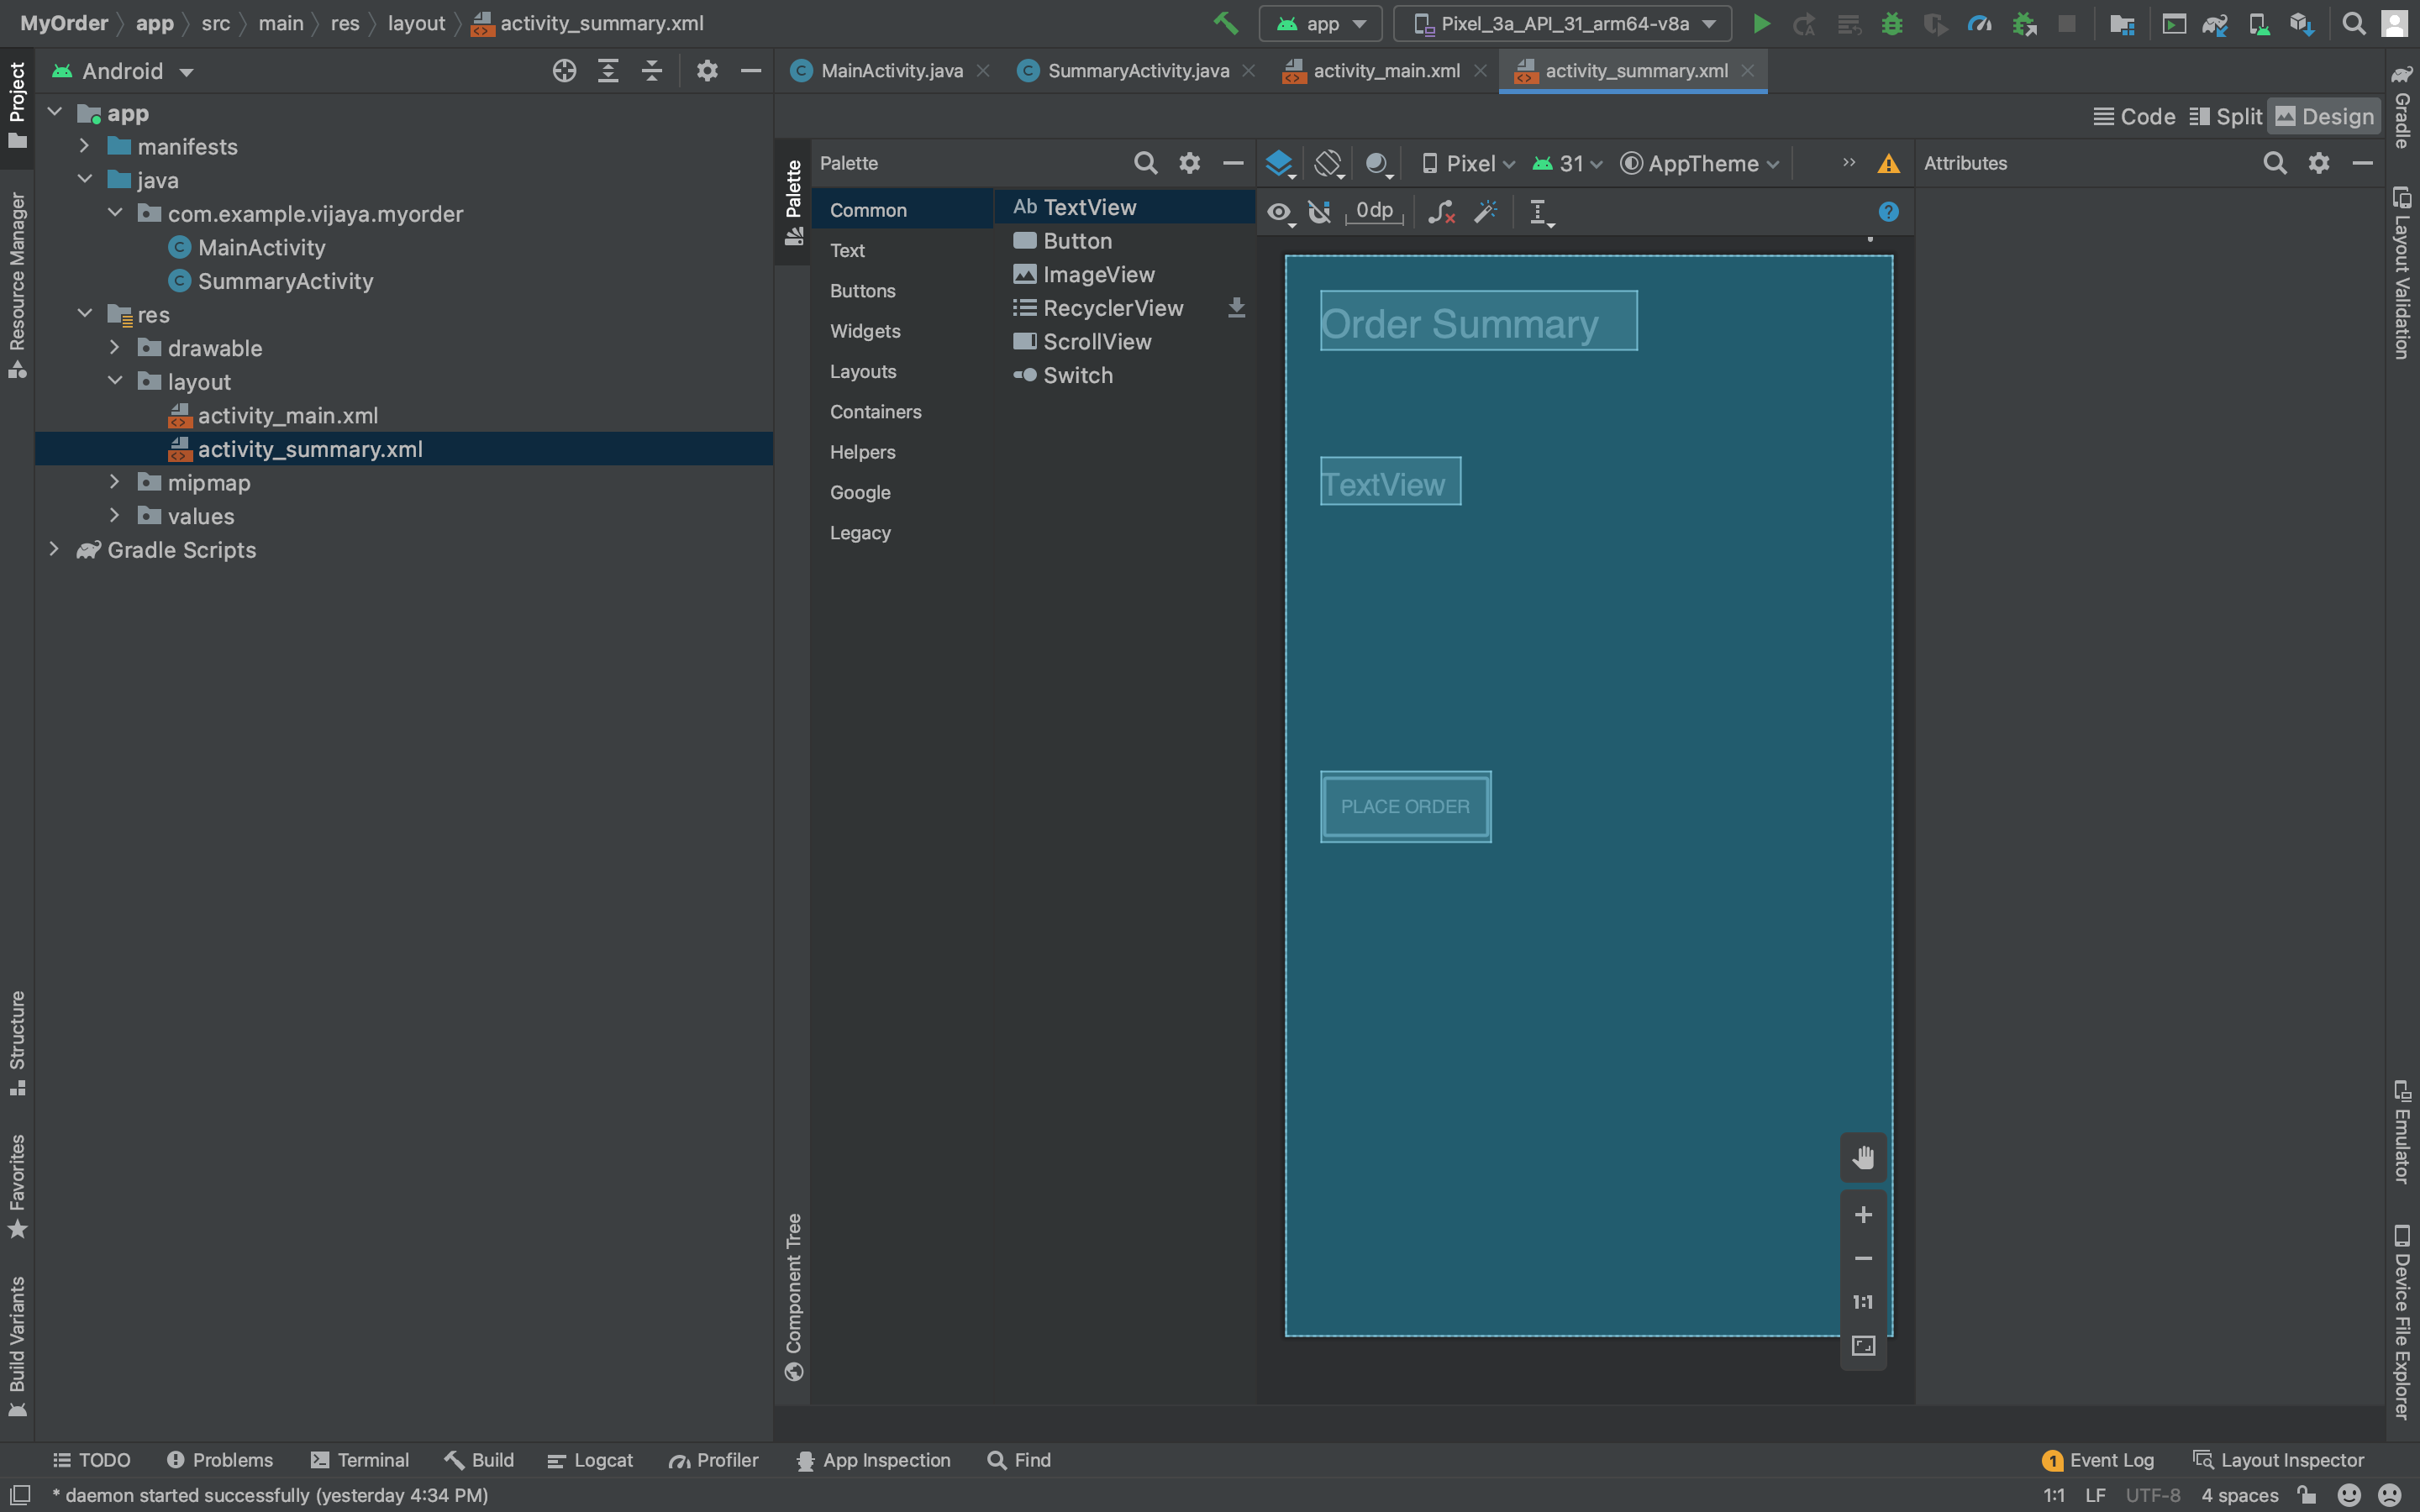 MyOrder app src main res layout activity_summary.xml
app
Pixel_3a_API_31_arm64-v8a
Project
Resource Manager
Structure
Favorites
Build Variants
Android
app
manifests
java
com.example.vijaya.myorder
MainActivity
SummaryActivity
res
drawable
layout
activity_main.xml
activity_summary.xml
mipmap
values
Gradle Scripts
MainActivity.java
SummaryActivity.java
activity_main.xml
activity_summary.xml
Code
Split
Design
Palette
Component Tree
Palette
Common
Text
Buttons
Widgets
Layouts
Containers
Helpers
Google
Legacy
Ab TextView
Button
ImageView
RecyclerView
ScrollView
Switch
Pixel
31
AppTheme
0dp
Order Summary
TextView
PLACE ORDER
1:1
Attributes
Gradle
Layout Validation
Emulator
Device File Explorer
TODO
Problems
Terminal
Build
Logcat
Profiler
App Inspection
Find
1 Event Log
Layout Inspector
* daemon started successfully (yesterday 4:34 PM)
1:1
LF
UTF-8
4 spaces